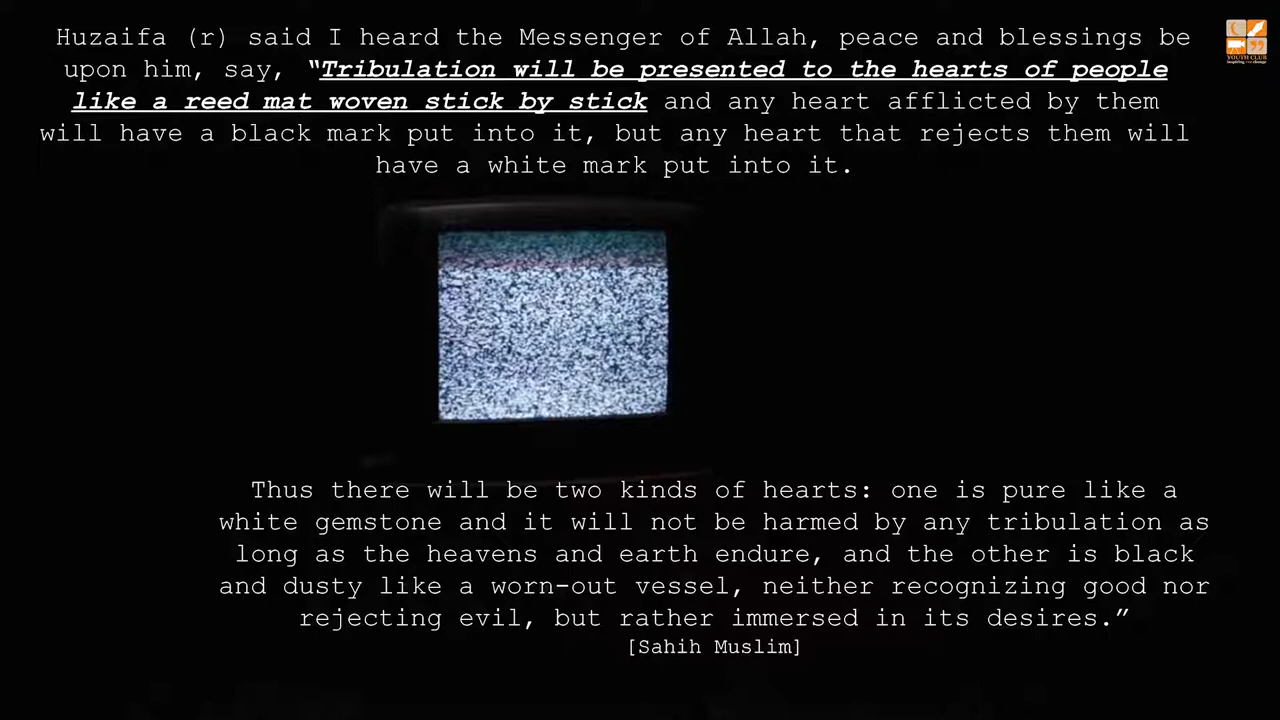 Huzaifa (r) said I heard the Messenger of Allah, peace and blessings be
upon him, say, “Tribulation will be presented to the hearts of people
like a reed mat woven stick by stick and any heart afflicted by them
will have a black mark put into it, but any heart that rejects them will
have a white mark put into it.
YOUTH CLUB
Thus there will be two kinds of hearts: one is pure like a
white gemstone and it will not be harmed by any tribulation as
long as the heavens and earth endure, and the other is black
and dusty like a worn-out vessel, neither recognizing good nor
rejecting evil, but rather immersed in its desires.”
[Sahih Muslim]